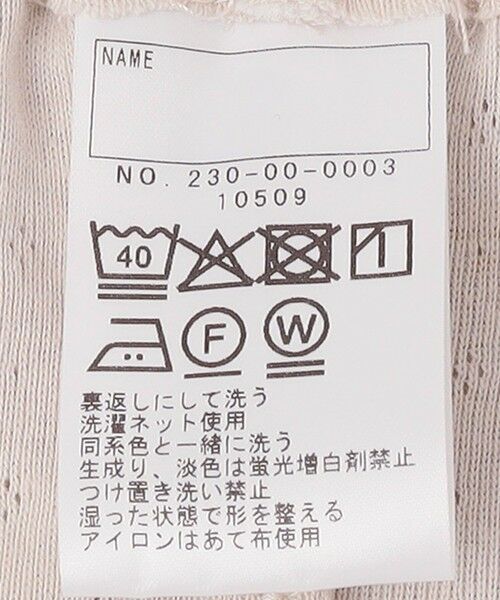 NAME
NO. 230-00-0003
10509
40
F
W
裏返しにして洗う
洗濯ネット使用
同系色と一緒に洗う
生成り、淡色は蛍光増白剤禁止
つけ置き洗い禁止
湿った状態で形を整える
アイロンはあて布使用